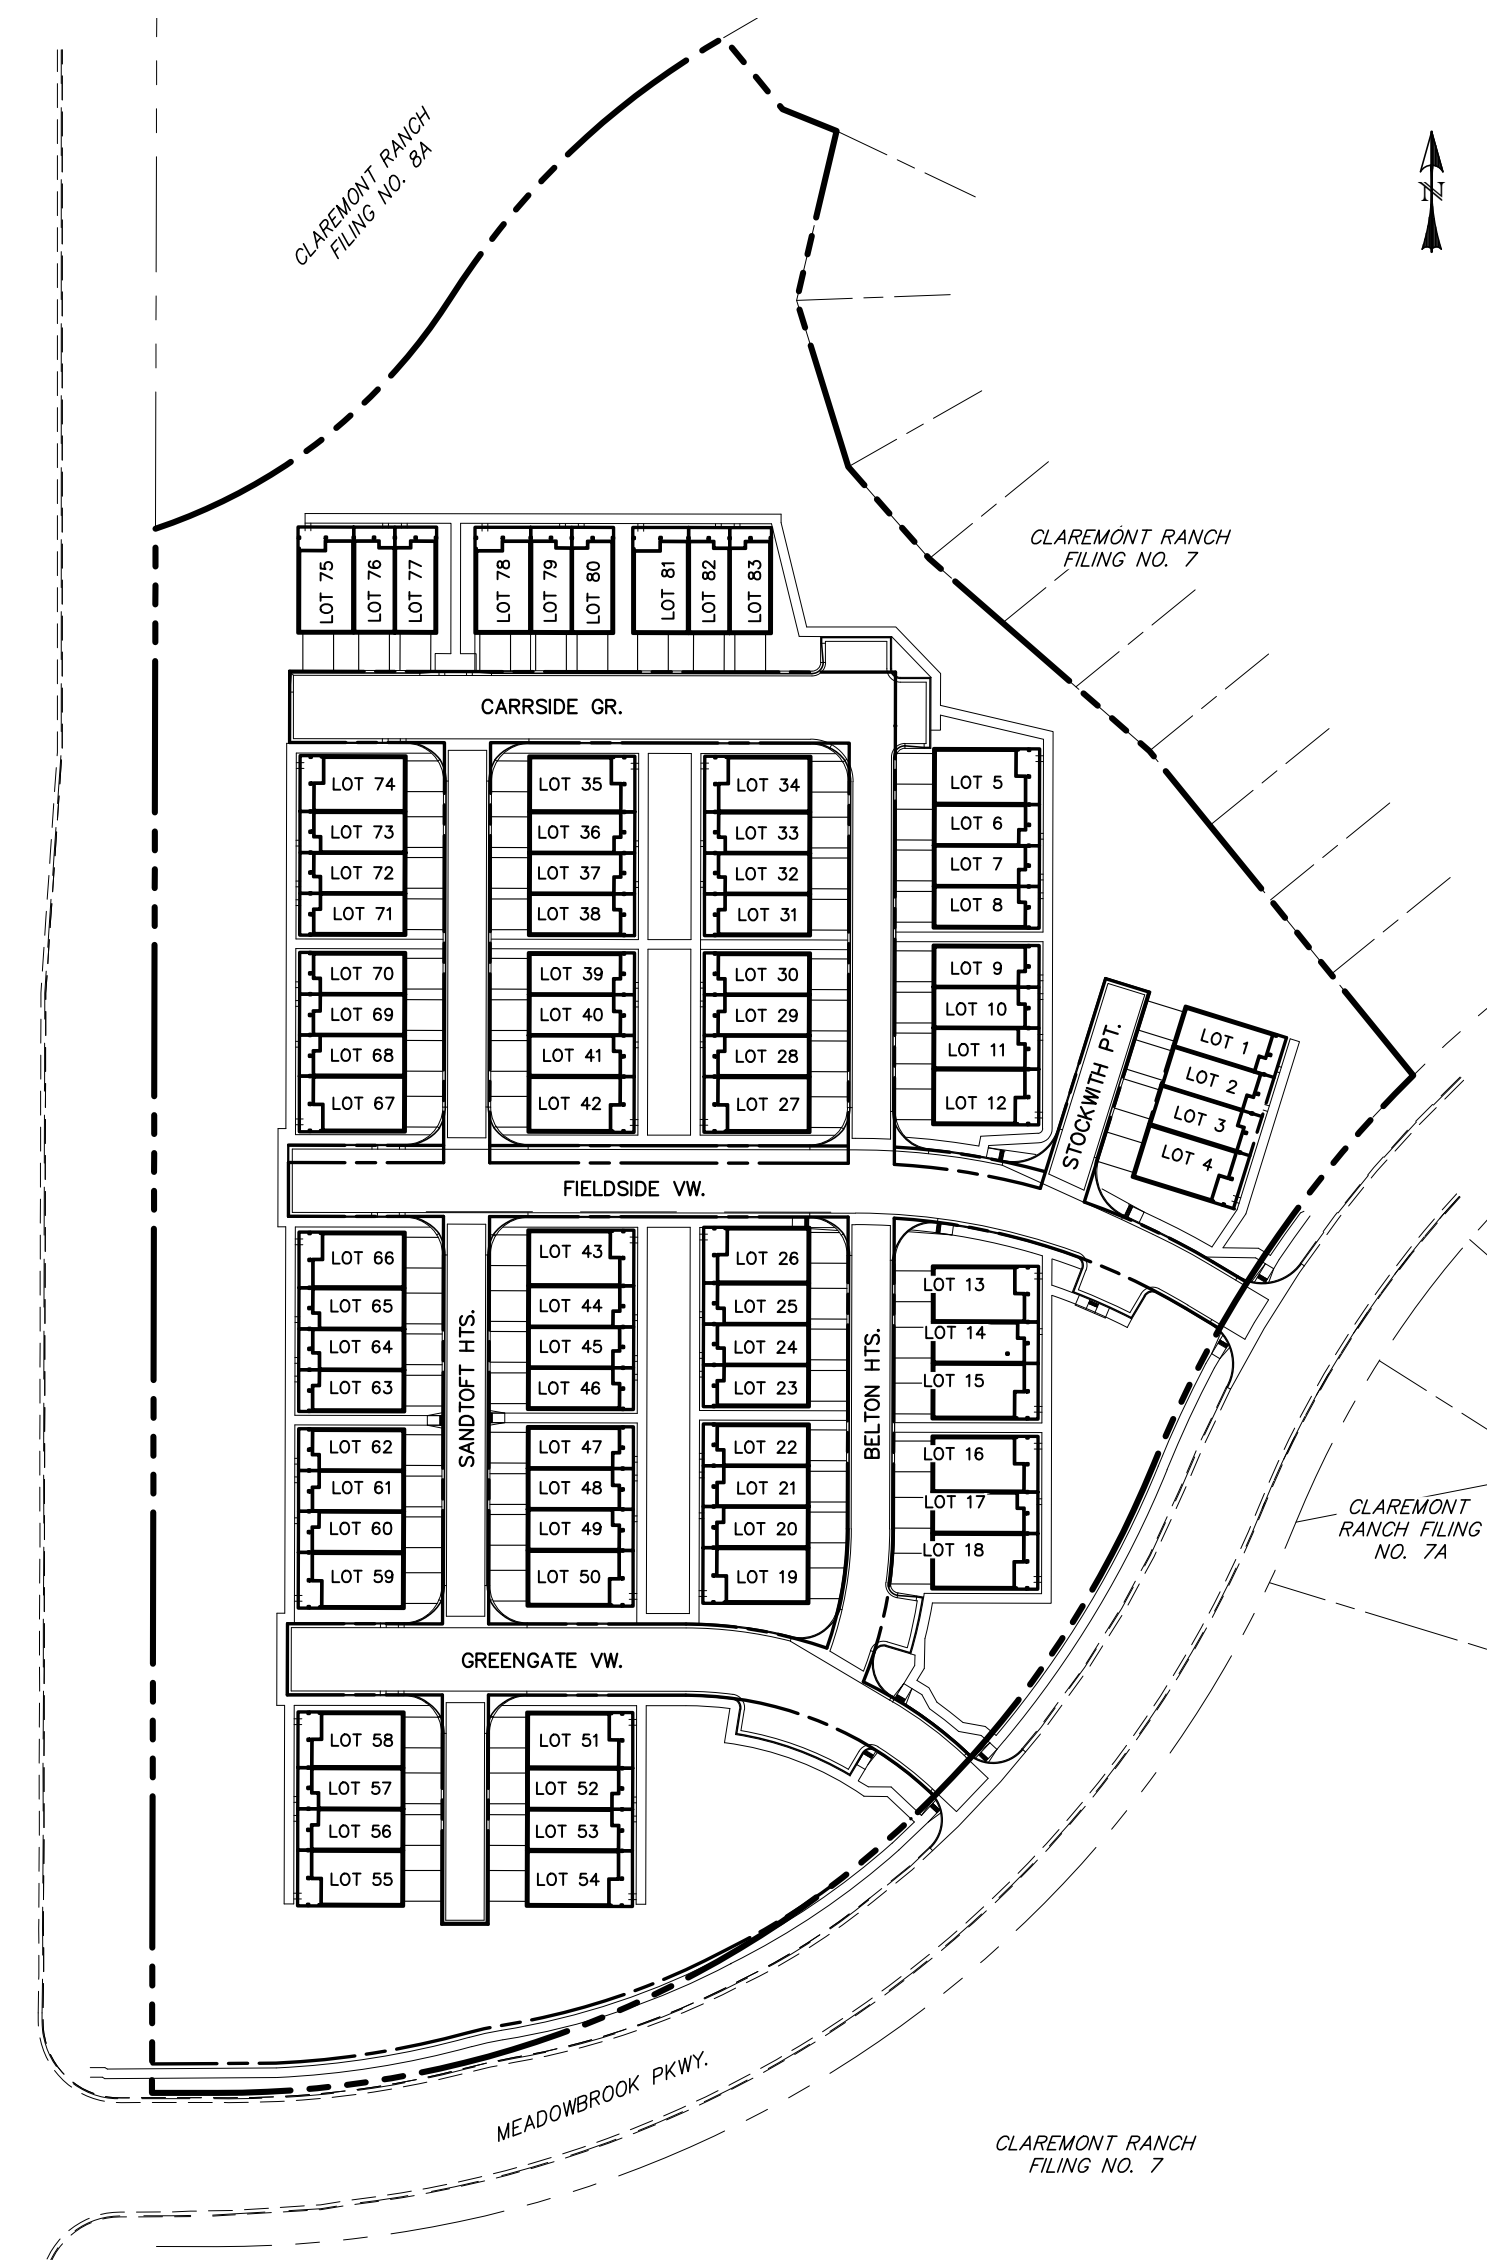 CLAREMONT RANCH
FILING NO. 8A
N
CLAREMONT RANCH
FILING NO. 7
LOT 75
LOT 76
LOT 77
LOT 78
LOT 79
LOT 80
LOT 81
LOT 82
LOT 83
CARRSIDE GR.
LOT 74
LOT 73
LOT 72
LOT 71
LOT 35
LOT 36
LOT 37
LOT 38
LOT 34
LOT 33
LOT 32
LOT 31
LOT 5
LOT 6
LOT 7
LOT 8
LOT 70
LOT 69
LOT 68
LOT 67
LOT 39
LOT 40
LOT 41
LOT 42
LOT 30
LOT 29
LOT 28
LOT 27
LOT 9
LOT 10
LOT 11
LOT 12
STOCKWITH PT.
LOT 1
LOT 2
LOT 3
LOT 4
FIELDSIDE VW.
LOT 66
LOT 65
LOT 64
LOT 63
SANDTOFT HTS.
LOT 43
LOT 44
LOT 45
LOT 46
LOT 26
LOT 25
LOT 24
LOT 23
BELTON HTS.
LOT 13
LOT 14
LOT 15
LOT 62
LOT 61
LOT 60
LOT 59
LOT 47
LOT 48
LOT 49
LOT 50
LOT 22
LOT 21
LOT 20
LOT 19
LOT 16
LOT 17
LOT 18
CLAREMONT
RANCH FILING
NO. 7A
GREENGATE VW.
LOT 58
LOT 57
LOT 56
LOT 55
LOT 51
LOT 52
LOT 53
LOT 54
MEADOWBROOK PKWY.
CLAREMONT RANCH
FILING NO. 7